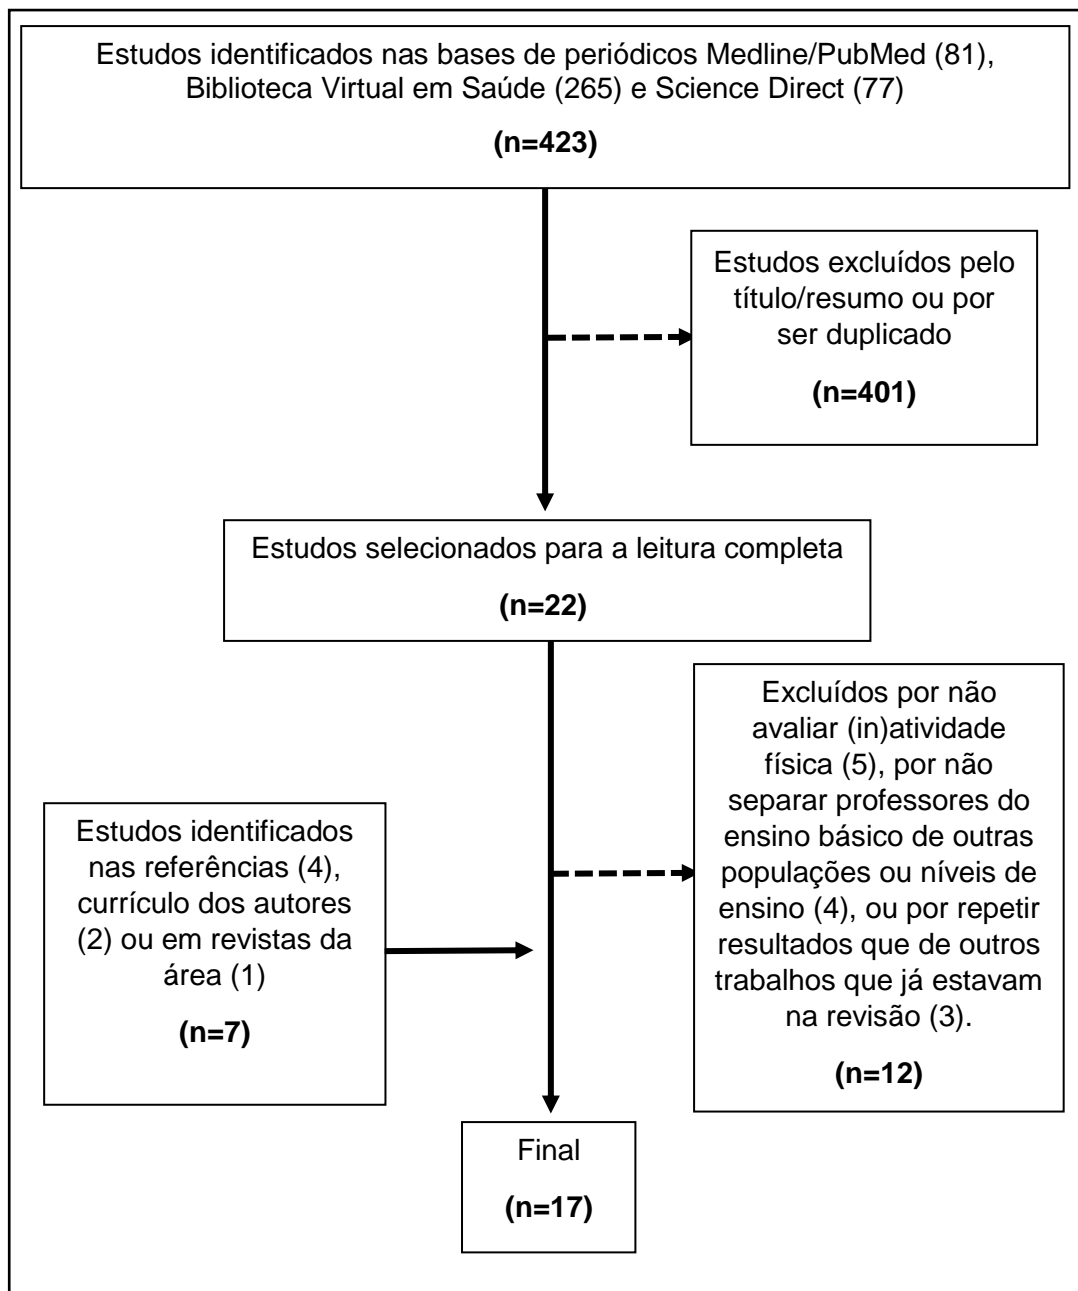 Estudos identificados nas bases de periódicos Medline/PubMed (81),
Biblioteca Virtual em Saúde (265) e Science Direct (77)
(n=423)
Estudos excluídos pelo
título/resumo ou por
ser duplicado
(n=401)
Estudos selecionados para a leitura completa
(n=22)
Excluídos por não
avaliar (in)atividade
física (5), por não
separar professores do
ensino básico de outras
populações ou níveis de
ensino (4), ou por repetir
resultados que de outros
trabalhos que já estavam
na revisão (3).
(n=12)
Estudos identificados
nas referências (4),
currículo dos autores
(2) ou em revistas da
área (1)
(n=7)
Final
(n=17)